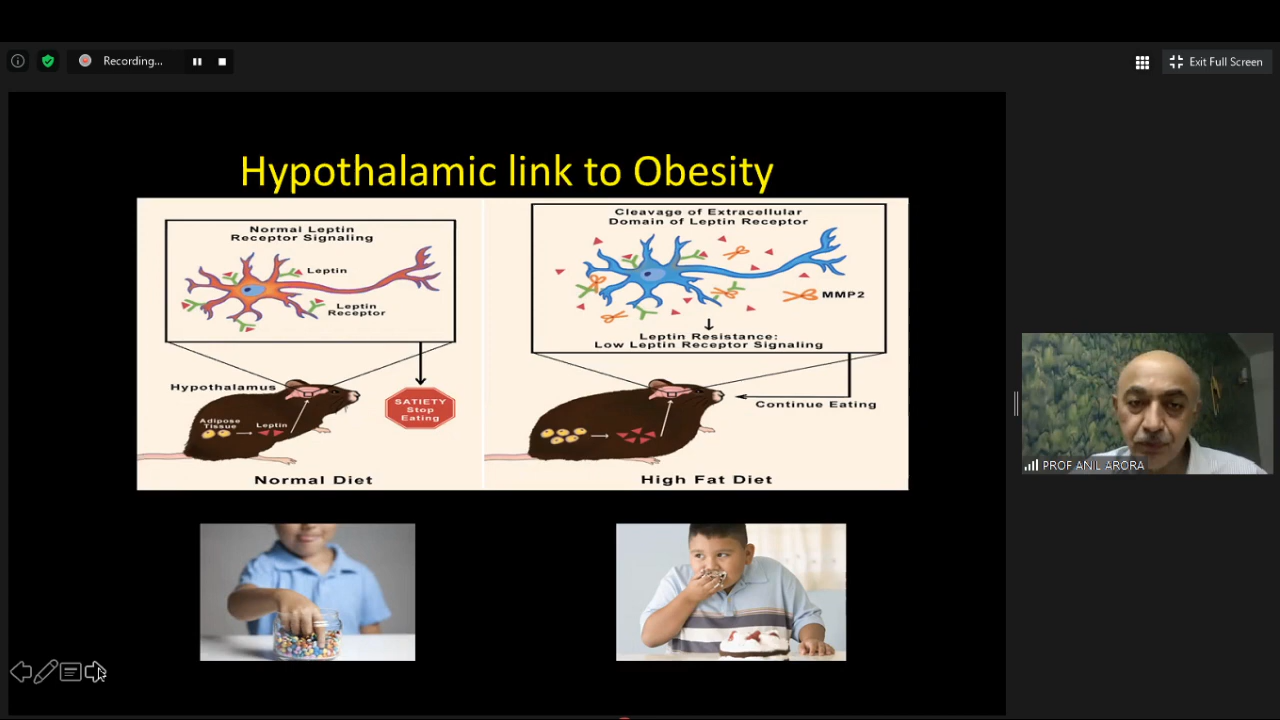 Recording...
Exit Full Screen
Hypothalamic link to Obesity
Normal Leptin
Receptor Signaling
Leptin
Leptin
Receptor
Hypothalamus
Adipose
Tissue
Leptin
SATIETY
Stop
Eating
Normal Diet
Cleavage of Extracellular
Domain of Leptin Receptor
MMP2
Leptin Resistance:
Low Leptin Receptor Signaling
Continue Eating
High Fat Diet
PROF ANIL ARORA